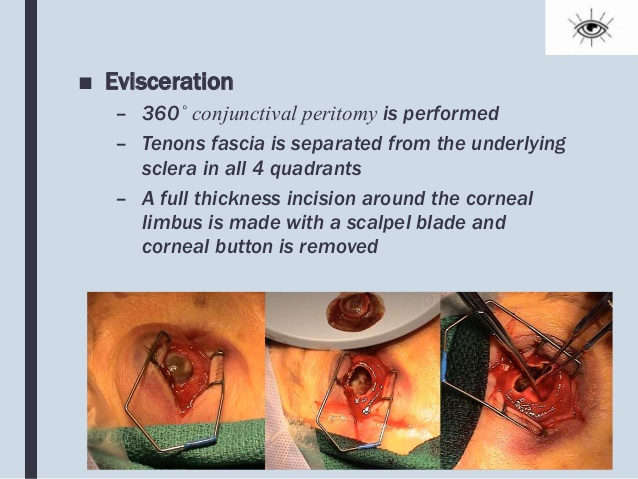 ■ Evisceration
– 360° conjunctival peritomy is performed
– Tenons fascia is separated from the underlying
sclera in all 4 quadrants
– A full thickness incision around the corneal
limbus is made with a scalpel blade and
corneal button is removed